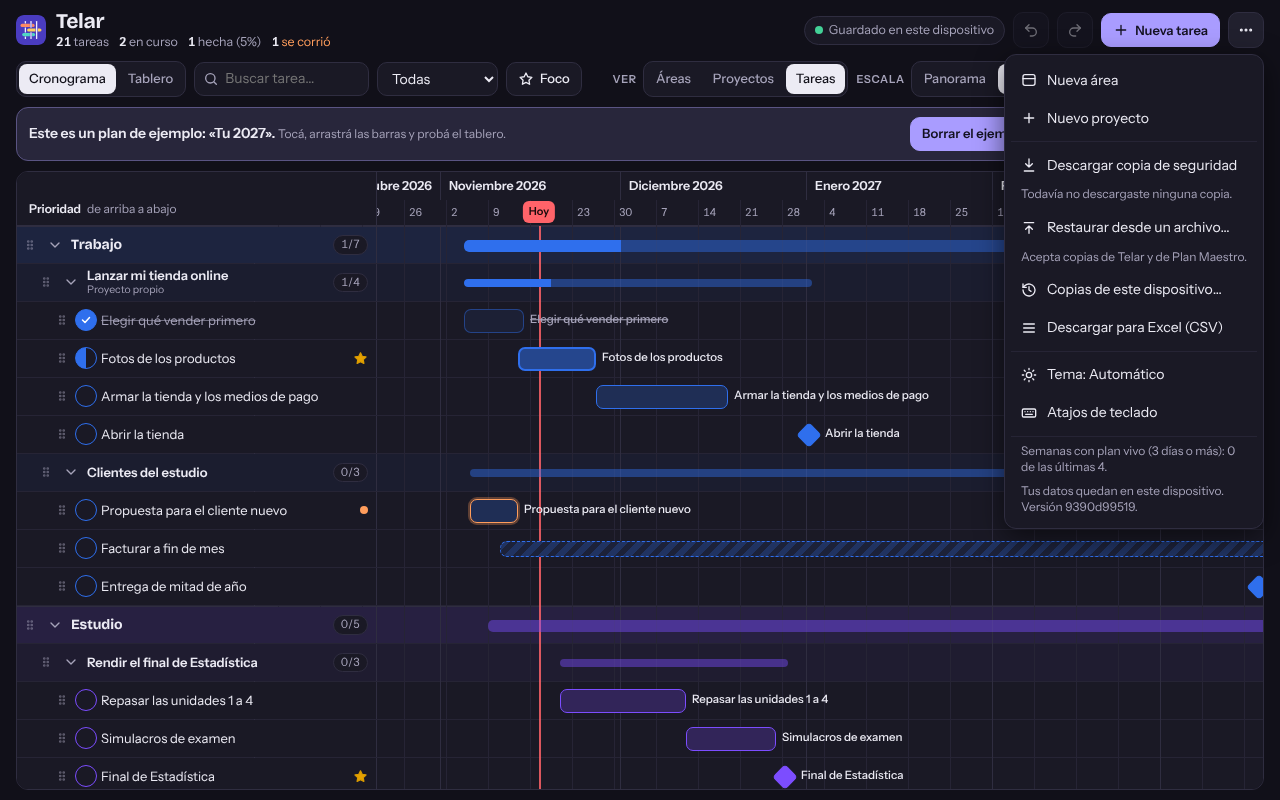 Telar
21 tareas 2 en curso 1 hecha (5%) 1 se corrió
Guardado en este dispositivo
Nueva tarea
Cronograma
Tablero
Buscar tarea...
Todas
Foco
VER
Áreas
Proyectos
Tareas
ESCALA
Panorama
Este es un plan de ejemplo: «Tu 2027». Tocá, arrastrá las barras y probá el tablero.
Borrar el ejem
Nueva área
Nuevo proyecto
Descargar copia de seguridad
Todavía no descargaste ninguna copia.
Restaurar desde un archivo...
Acepta copias de Telar y de Plan Maestro.
Copias de este dispositivo...
Descargar para Excel (CSV)
Tema: Automático
Atajos de teclado
Semanas con plan vivo (3 días o más): 0
de las últimas 4.
Tus datos quedan en este dispositivo.
Versión 9390d99519.
Prioridad de arriba a abajo
ubre 2026
Noviembre 2026
Diciembre 2026
Enero 2027
26 2 9 Hoy 23 30 7 14 21 28 4 11 18 25
Trabajo 1/7
Lanzar mi tienda online 1/4
Proyecto propio
Elegir qué vender primero
Elegir qué vender primero
Fotos de los productos
Fotos de los productos
Armar la tienda y los medios de pago
Armar la tienda y los medios de pago
Abrir la tienda
Abrir la tienda
Clientes del estudio 0/3
Propuesta para el cliente nuevo
Propuesta para el cliente nuevo
Facturar a fin de mes
Entrega de mitad de año
Estudio 0/5
Rendir el final de Estadística 0/3
Repasar las unidades 1 a 4
Repasar las unidades 1 a 4
Simulacros de examen
Simulacros de examen
Final de Estadística
Final de Estadística